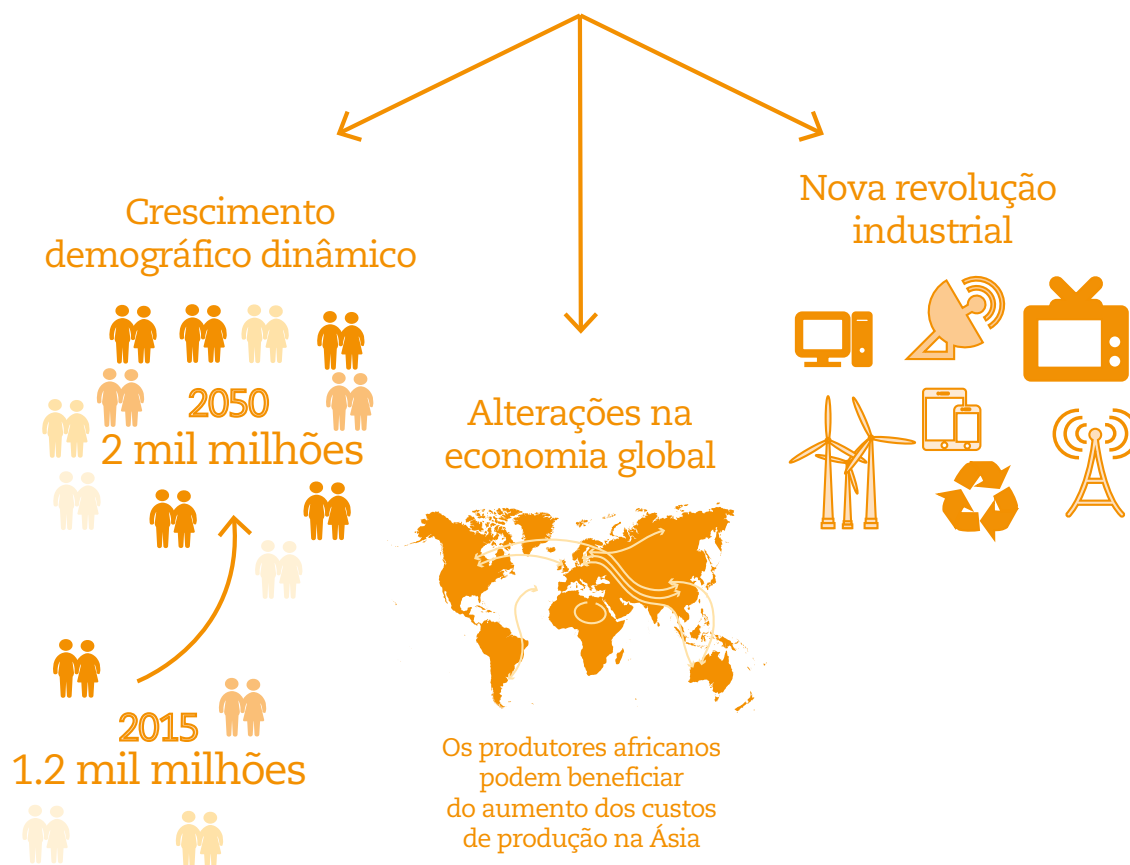 Crescimento
demográfico dinâmico
2050
2 mil milhões
2015
1.2 mil milhões
Alterações na
economia global
Os produtores africanos
podem beneficiar
do aumento dos custos
de produção na Ásia
Nova revolução
industrial